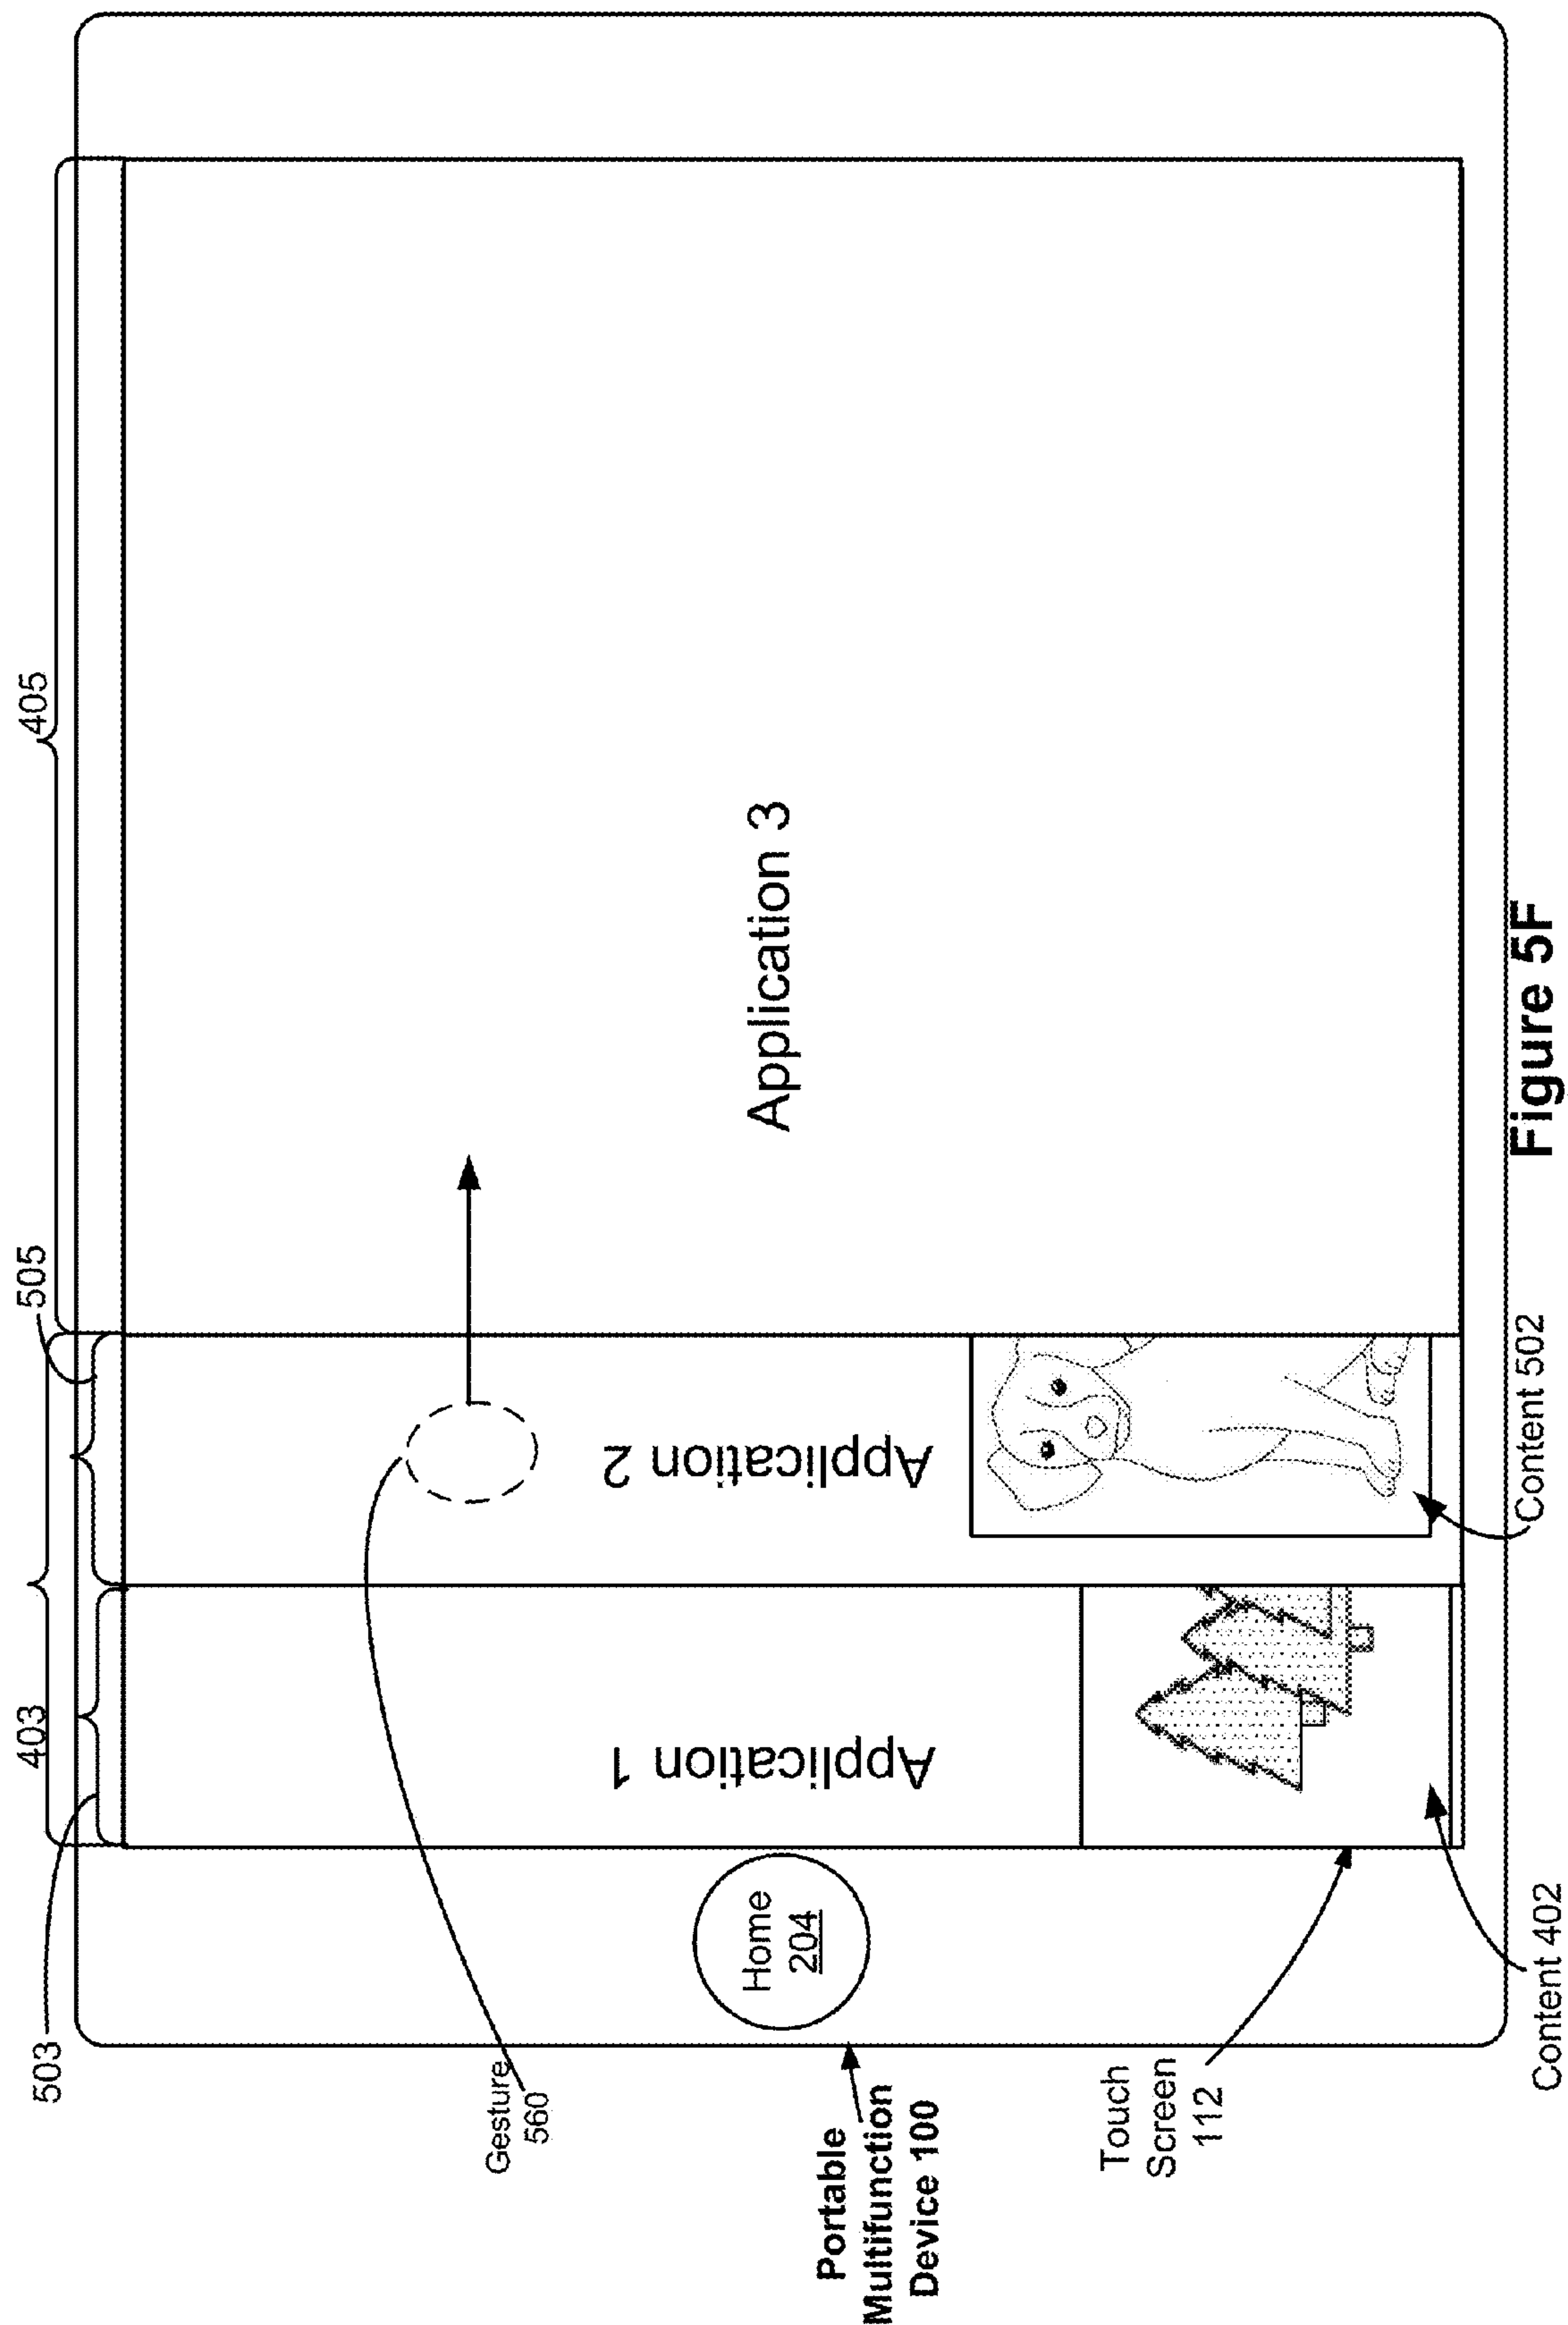 503
403
505
405
Gesture
560
Application 1
Application 2
Application 3
Home
204
Portable
Multifunction
Device 100
Touch
Screen
112
Content 402
Content 502
Figure 5F